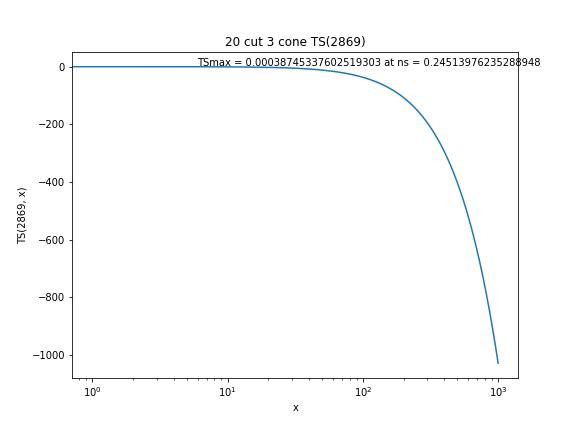 20 cut 3 cone TS(2869)
TSmax = 0.00038745337602519303 at ns = 0.24513976235288948
0
−200
−400
−600
−800
−1000
TS(2869, x)
10⁰
10¹
10²
10³
x